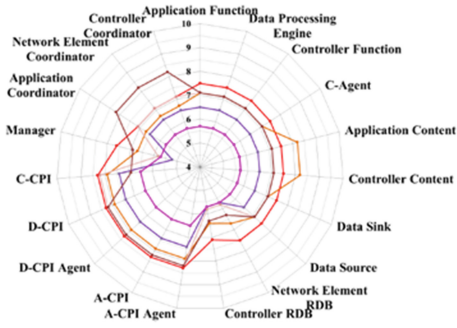 Application Function
Data Processing
Engine
Controller Function
C-Agent
Application Content
Controller Content
Data Sink
Data Source
Network Element
RDB
Controller RDB
A-CPI Agent
A-CPI
D-CPI Agent
D-CPI
C-CPI
Manager
Application
Coordinator
Network Element
Coordinator
Controller
Coordinator
10
9
8
7
6
5
4